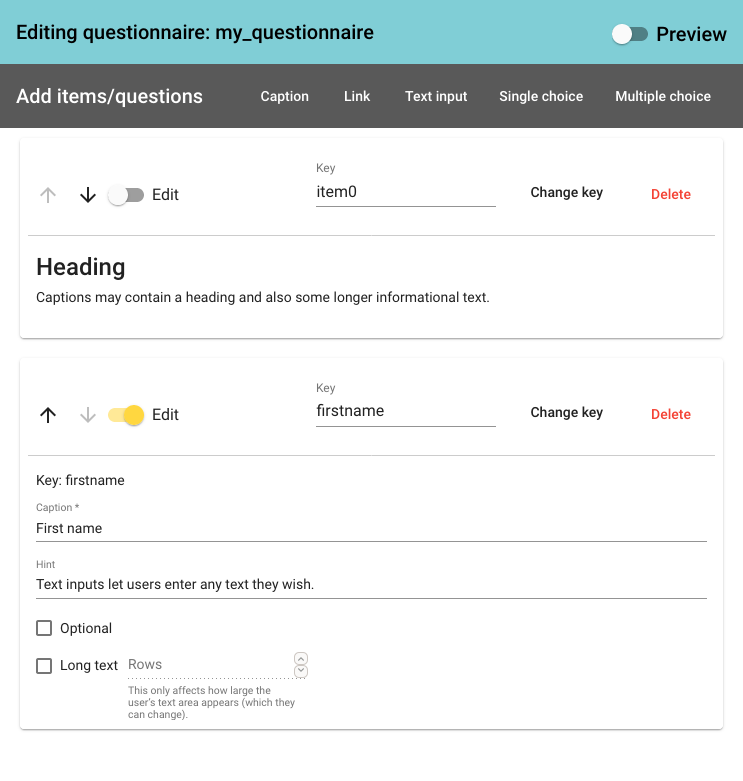 Editing questionnaire: my_questionnaire
Preview
Add items/questions
Caption
Link
Text input
Single choice
Multiple choice
Edit
Key
item0
Change key
Delete
Heading
Captions may contain a heading and also some longer informational text.
Edit
Key
firstname
Change key
Delete
Key: firstname
Caption *
First name
Hint
Text inputs let users enter any text they wish.
Optional
Long text
Rows
This only affects how large the
user's text area appears (which they
can change).